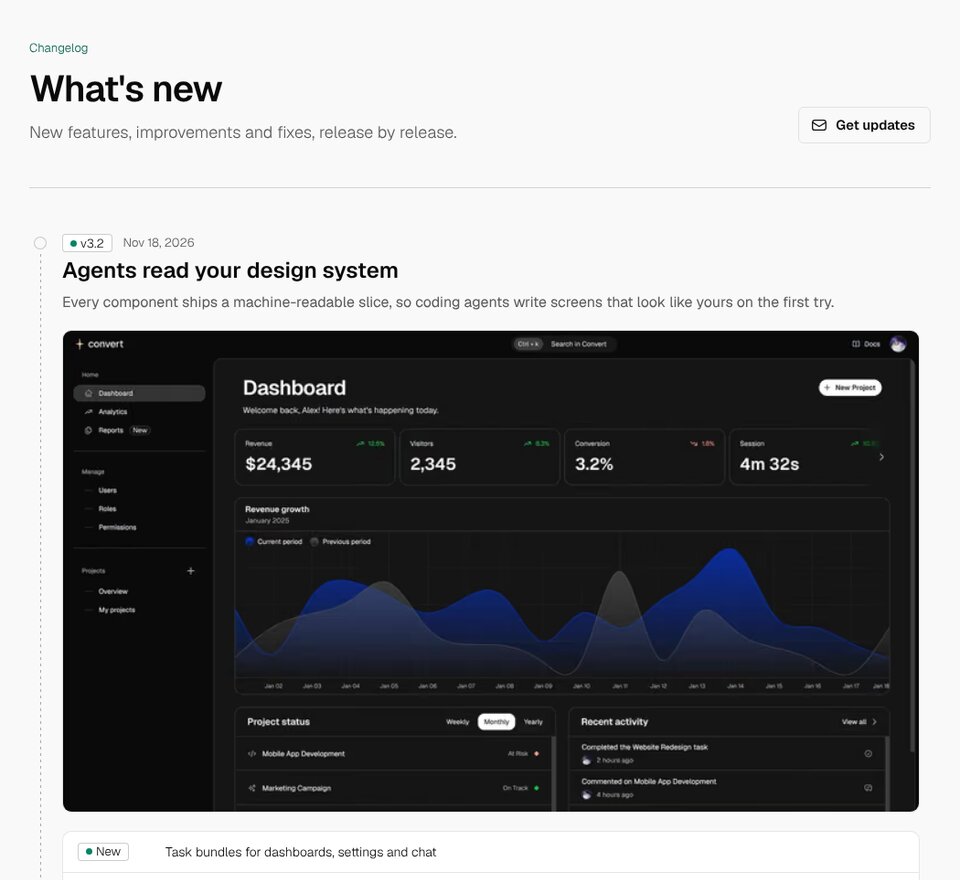 Changelog
What's new
New features, improvements and fixes, release by release.
Get updates
v3.2 Nov 18, 2026
Agents read your design system
Every component ships a machine-readable slice, so coding agents write screens that look like yours on the first try.
convert
Ctrl + k Search in Convert
Docs
Home
Dashboard
Analytics
Reports New
Manage
Users
Roles
Permissions
Projects
Overview
My projects
Dashboard
Welcome back, Alex! Here's what's happening today.
New Project
Revenue 12.5%
$24,345
Visitors 8.3%
2,345
Conversion 1.8%
3.2%
Session
4m 32s
Revenue growth
January 2025
Current period Previous period
Jan 02 Jan 03 Jan 04 Jan 05 Jan 06 Jan 07 Jan 08 Jan 09 Jan 10 Jan 11 Jan 12 Jan 13 Jan 14 Jan 15 Jan 16 Jan 17 Jan 18
Project status Weekly Monthly Yearly
Mobile App Development At Risk
Marketing Campaign On Track
Recent activity View all
Completed the Website Redesign task
2 hours ago
Commented on Mobile App Development
4 hours ago
New Task bundles for dashboards, settings and chat